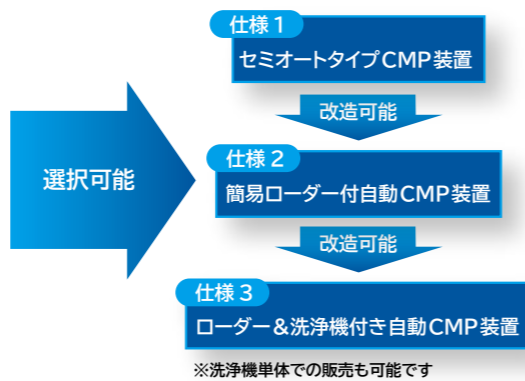 仕様1
セミオートタイプCMP装置
改造可能
選択可能
仕様2
簡易ローダー付自動CMP装置
改造可能
仕様3
ローダー&洗浄機付き自動CMP装置
※洗浄機単体での販売も可能です